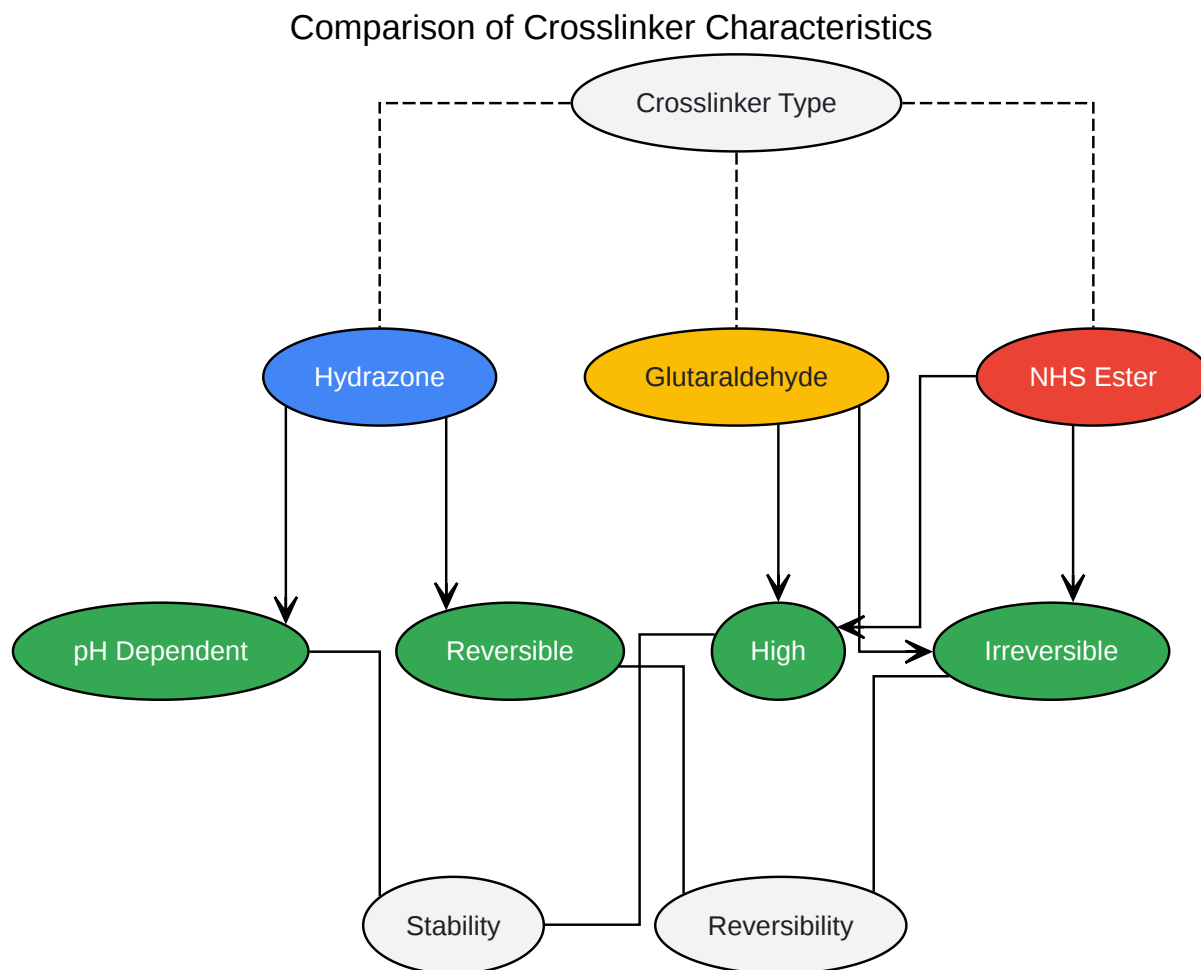 Comparison of Crosslinker Characteristics
Crosslinker Type
Hydrazone
Glutaraldehyde
NHS Ester
pH Dependent
Reversible
High
Irreversible
Stability
Reversibility